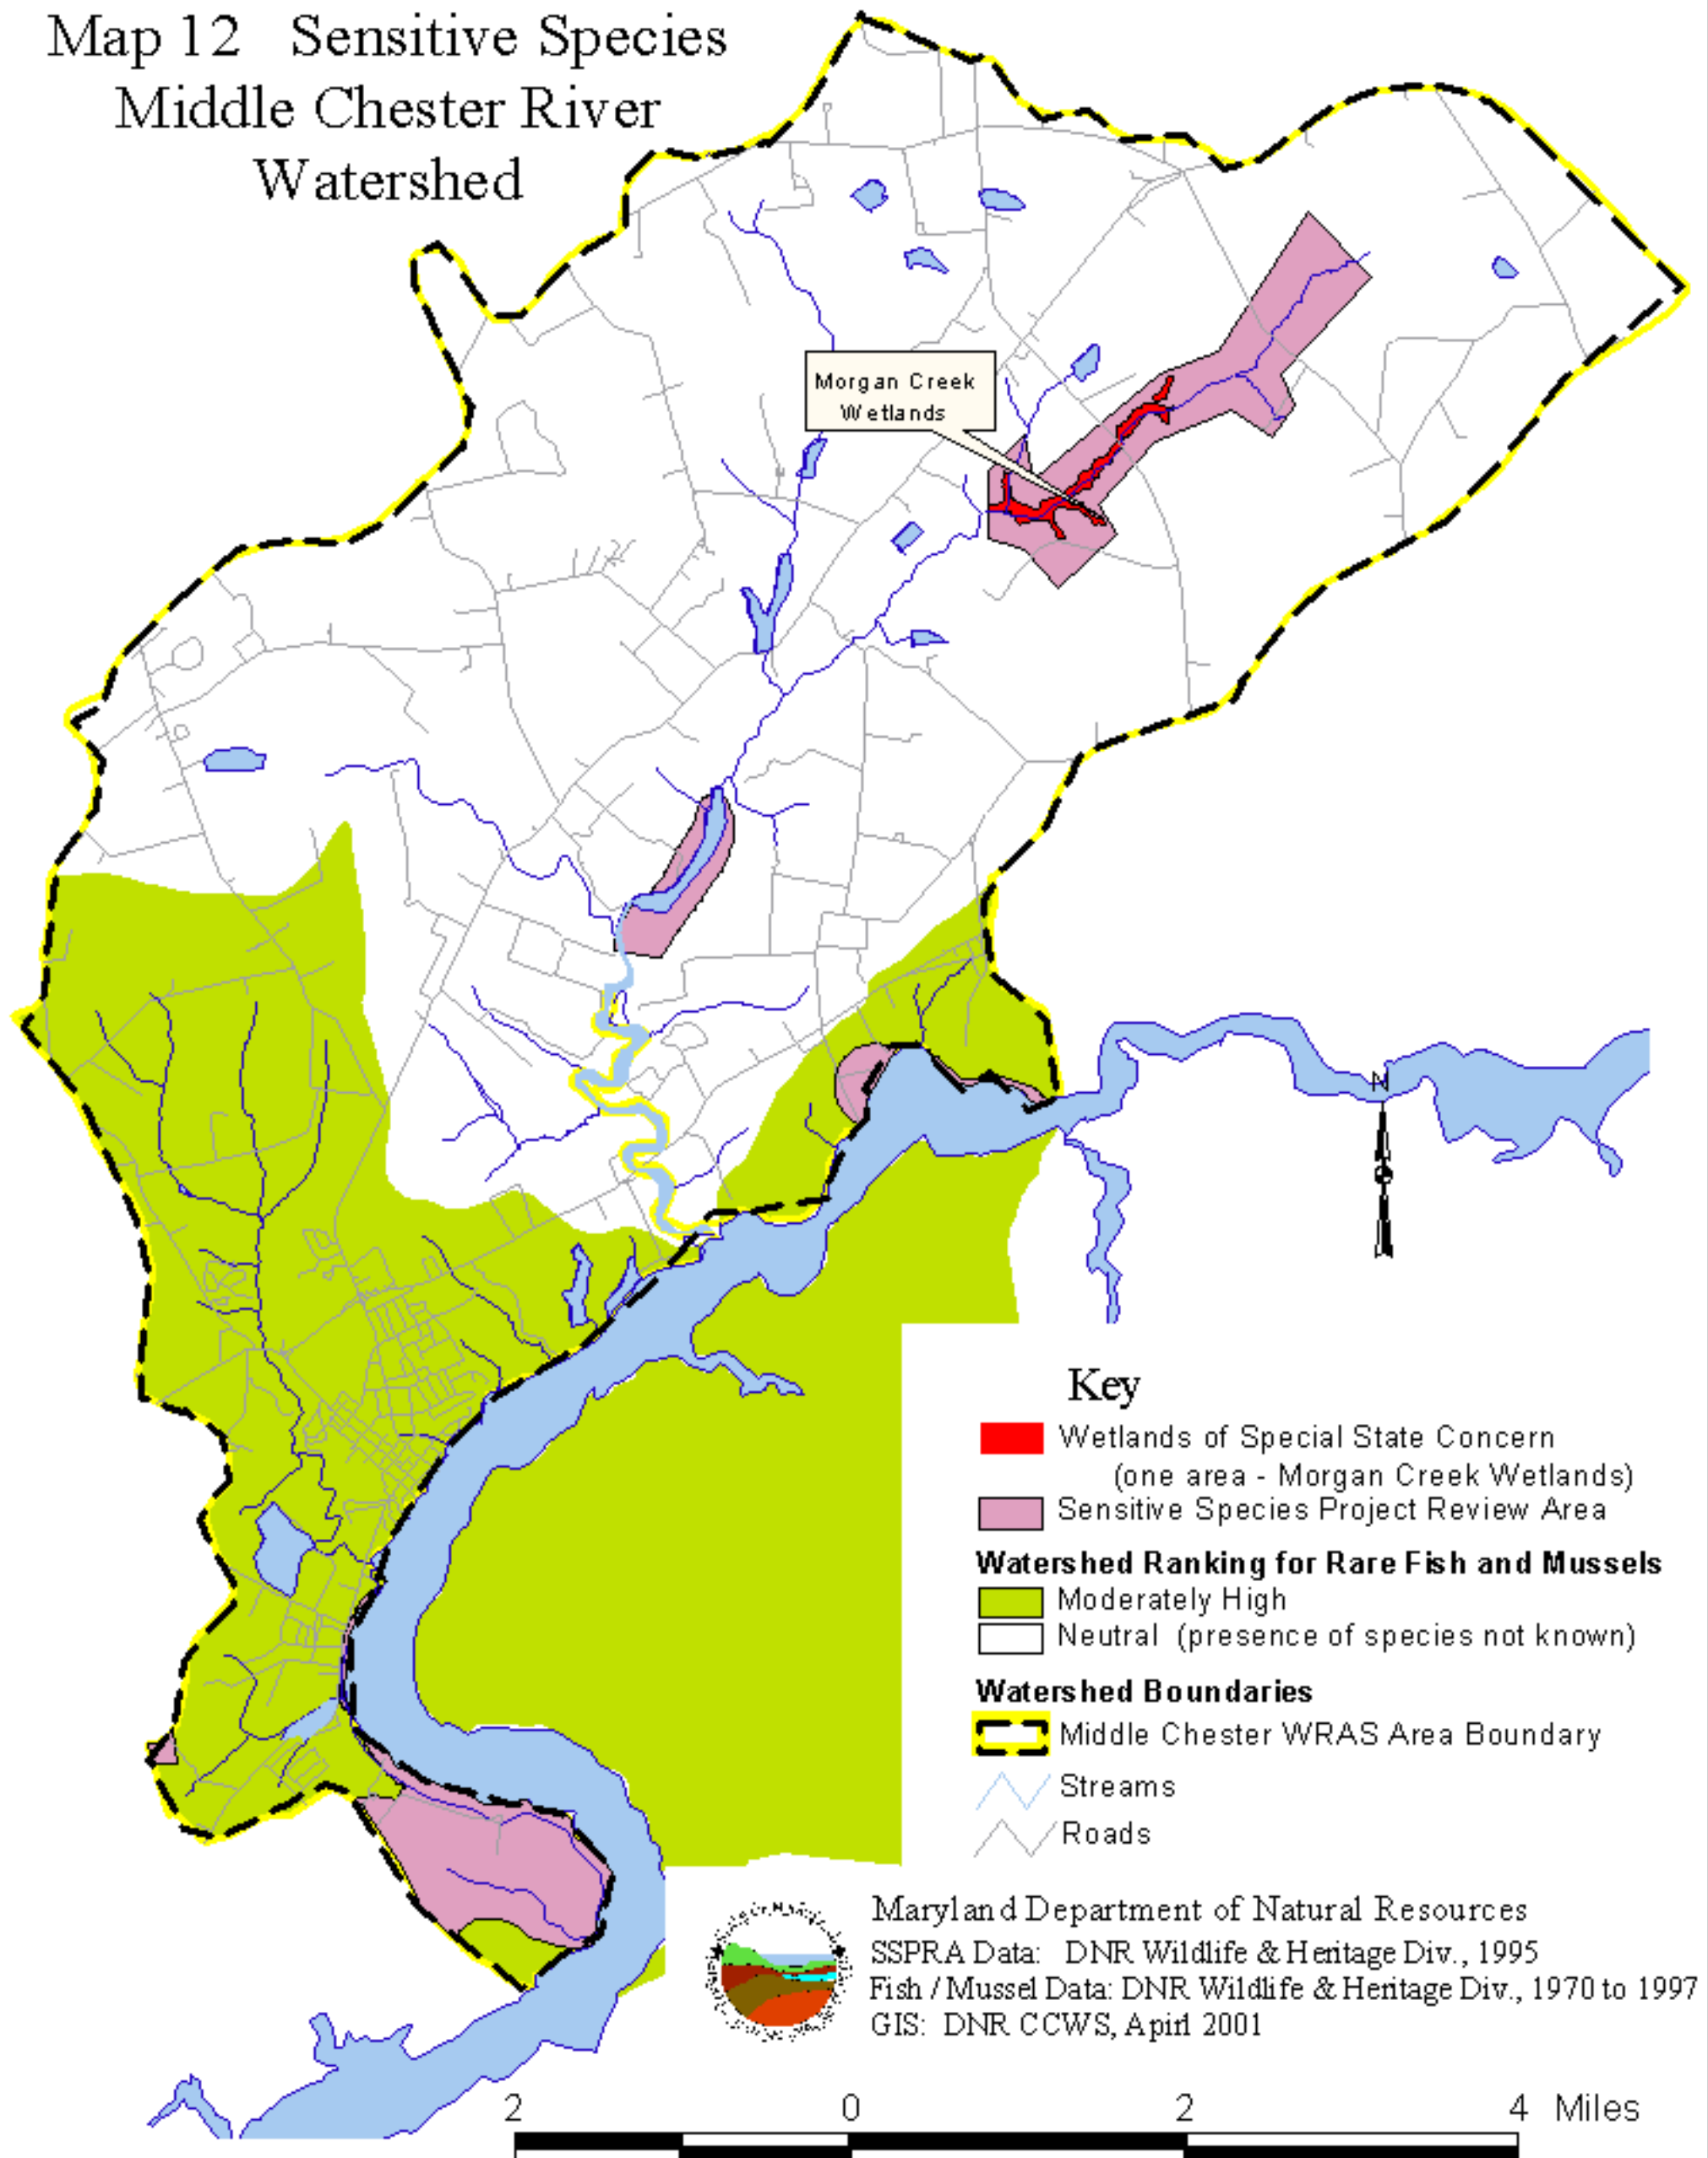 Map 12 Sensitive Species
Middle Chester River
Watershed
Morgan Creek
Wetlands
N
Key
Wetlands of Special State Concern
(one area - Morgan Creek Wetlands)
Sensitive Species Project Review Area
Watershed Ranking for Rare Fish and Mussels
Moderately High
Neutral (presence of species not known)
Watershed Boundaries
Middle Chester WRAS Area Boundary
Streams
Roads
Maryland Department of Natural Resources
SSPRA Data: DNR Wildlife & Heritage Div., 1995
Fish / Mussel Data: DNR Wildlife & Heritage Div., 1970 to 1997
GIS: DNR CCWS, Apirl 2001
2 0 2 4 Miles